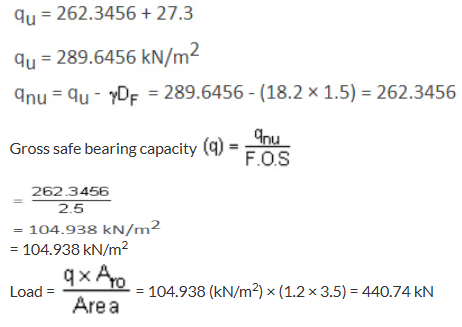 qu = 262.3456 + 27.3
qu = 289.6456 kN/m²
qnu = qu - γDF = 289.6456 - (18.2 × 1.5) = 262.3456
Gross safe bearing capacity (q) = qnu / F.O.S
= 262.3456 / 2.5
= 104.938 kN/m²
= 104.938 kN/m²
Load = q × Aro / Area = 104.938 (kN/m²) × (1.2 × 3.5) = 440.74 kN